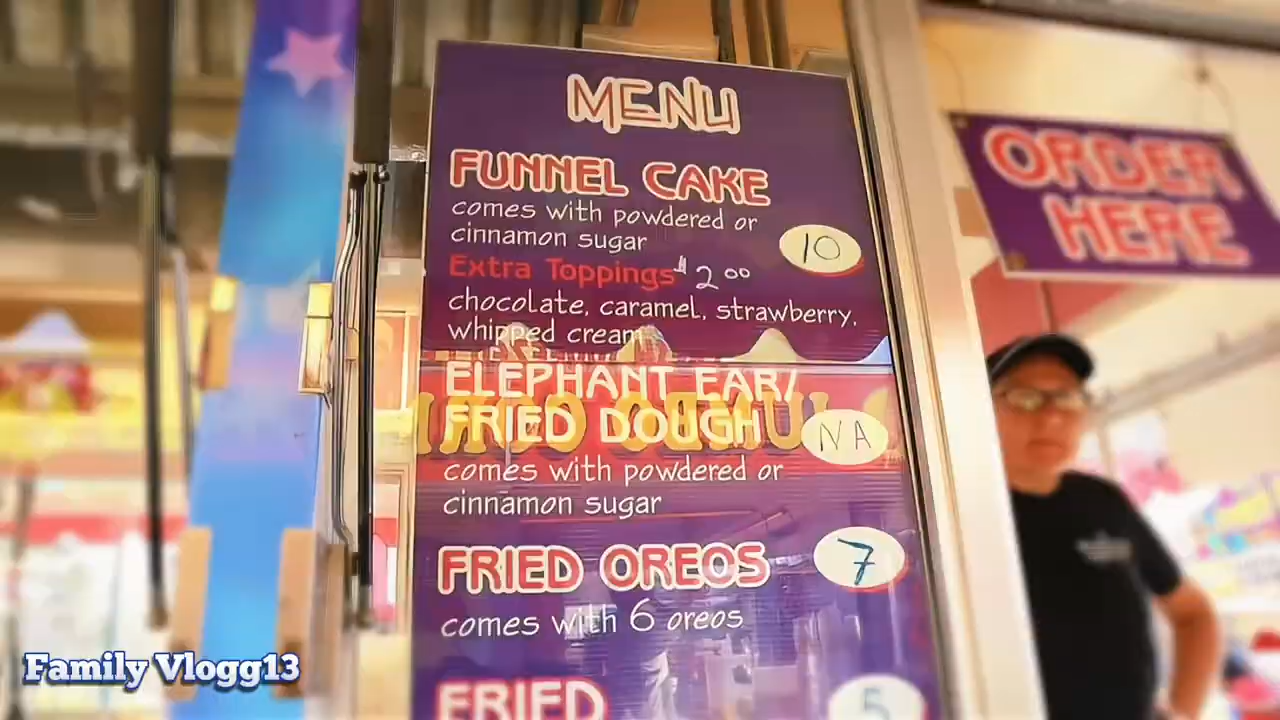 MENU
FUNNEL CAKE
comes with powdered or
cinnamon sugar
10
Extra Toppings $2.00
chocolate, caramel, strawberry,
whipped cream
ELEPHANT EAR/
FRIED DOUGH
NA
comes with powdered or
cinnamon sugar
FRIED OREOS
7
comes with 6 oreos
FRIED
5
ORDER
HERE
Family Vlogg13